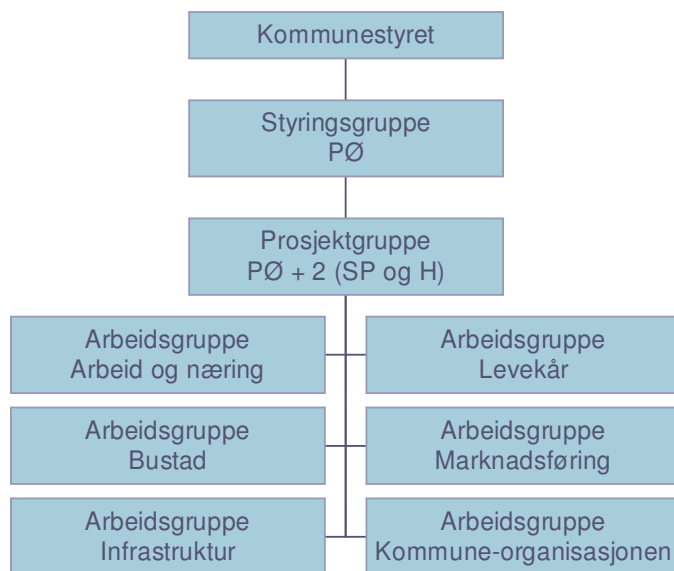 Kommunestyret
Styringsgruppe
PØ
Prosjektgruppe
PØ + 2 (SP og H)
Arbeidsgruppe
Arbeid og næring
Arbeidsgruppe
Levekår
Arbeidsgruppe
Bustad
Arbeidsgruppe
Marknadsføring
Arbeidsgruppe
Infrastruktur
Arbeidsgruppe
Kommune-organisasjonen